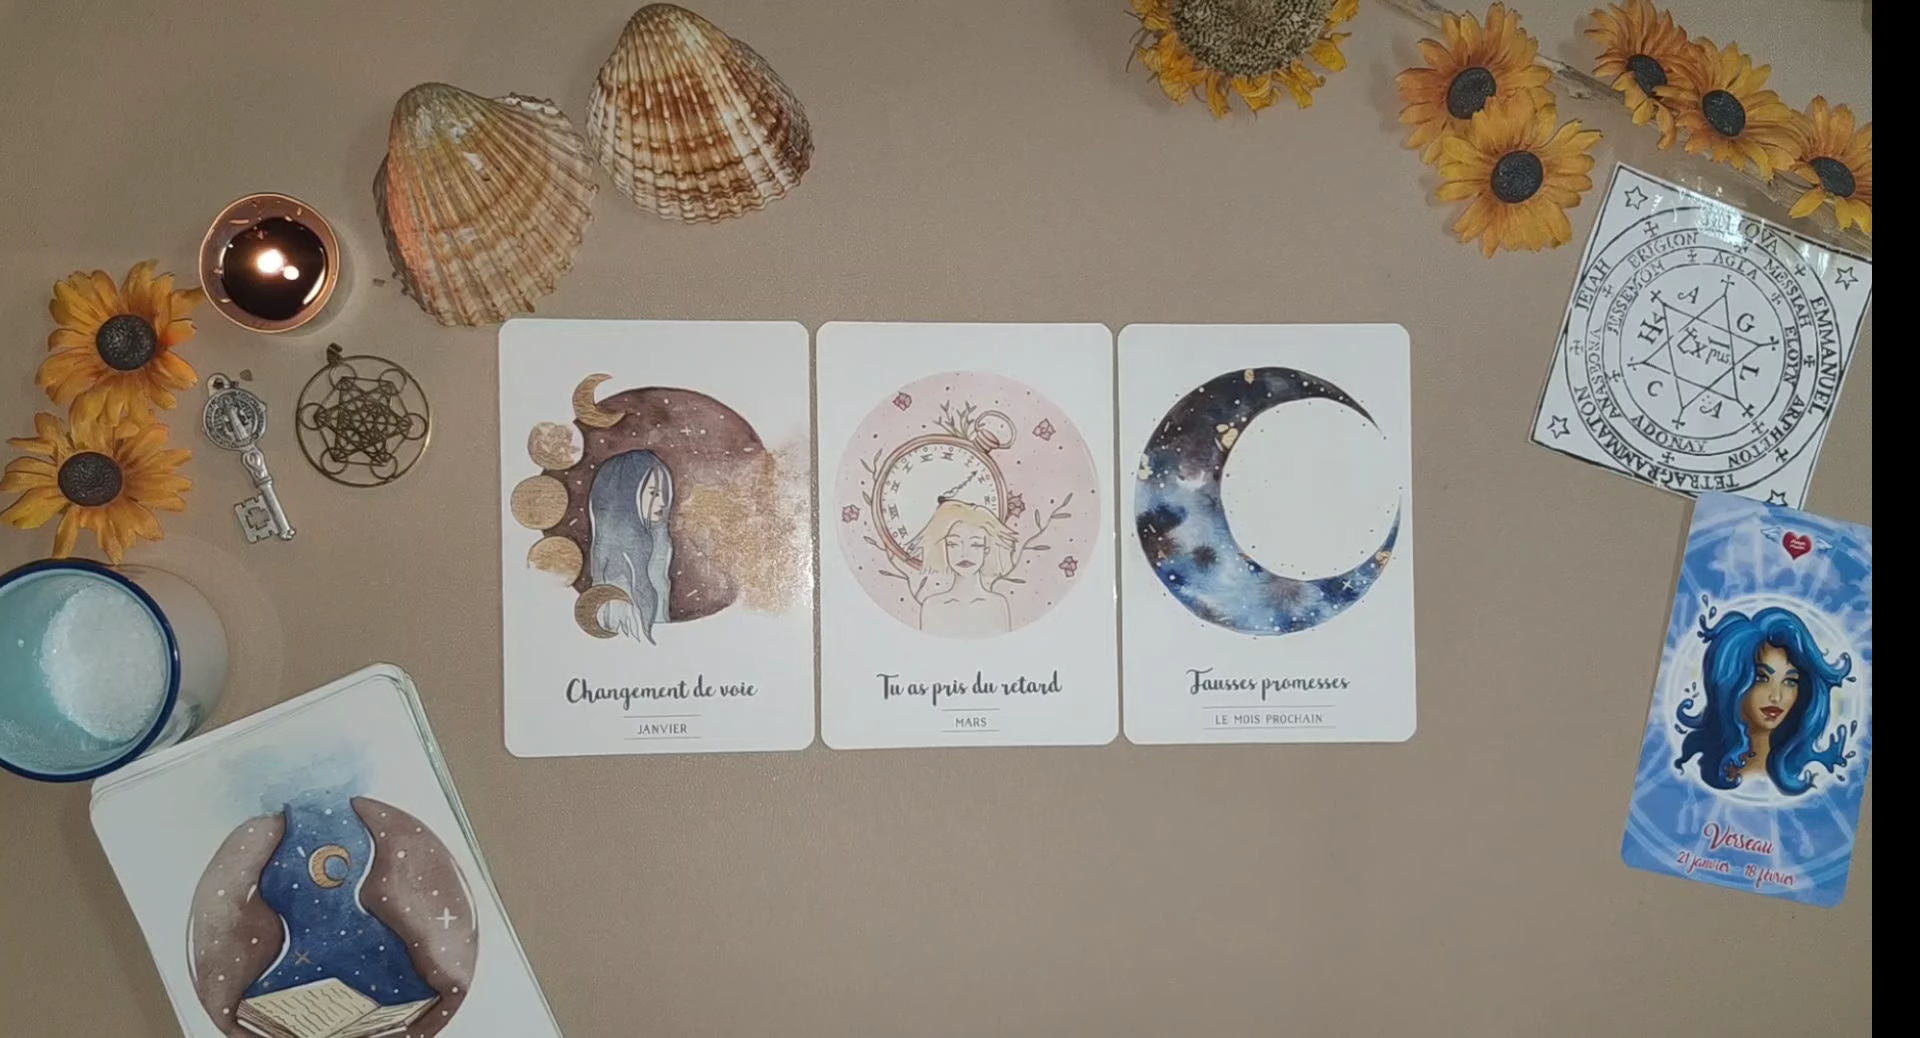 Changement de voie
JANVIER
Tu as pris du retard
MARS
Fausses promesses
LE MOIS PROCHAIN
EMMANUEL
TETRAGRAMMATON
JEIAH
ERIGION
AGLA
MESSIAH
ELOYN
ARPHETON
ADONAY
A
G
L
A
C
Verseau
21 janvier - 18 février